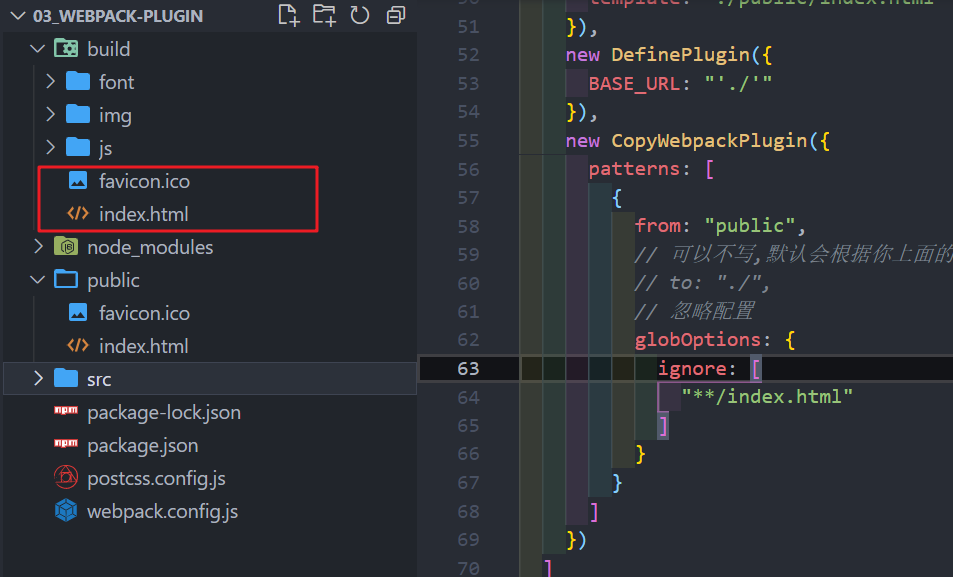 03_WEBPACK-PLUGIN
build
font
img
js
favicon.ico
index.html
node_modules
public
favicon.ico
index.html
src
package-lock.json
package.json
postcss.config.js
webpack.config.js
template: "./public/index.html"
51 }),
52 new DefinePlugin({
53 BASE_URL: "'./'"
54 }),
55 new CopyWebpackPlugin({
56 patterns: [
57 {
58 from: "public",
59 // 可以不写,默认会根据你上面的
60 // to: "./",
61 // 忽略配置
62 globOptions: {
63 ignore: [
64 "**/index.html"
65 ]
66 }
67 }
68 ]
69 })
70 ]